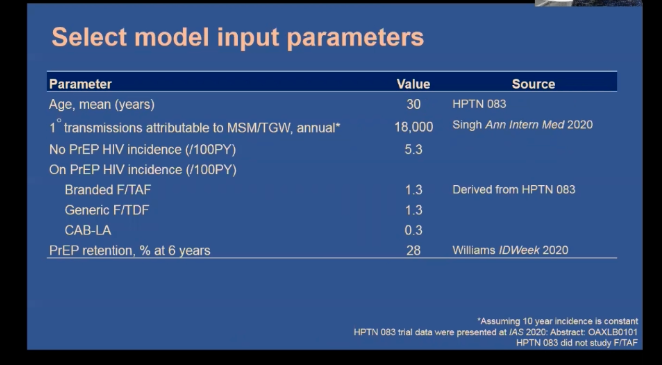 Select model input parameters
Parameter Value Source
Age, mean (years) 30 HPTN 083
1° transmissions attributable to MSM/TGW, annual* 18,000 Singh Ann Intern Med 2020
No PrEP HIV incidence (/100PY) 5.3
On PrEP HIV incidence (/100PY)
Branded F/TAF 1.3 Derived from HPTN 083
Generic F/TDF 1.3
CAB-LA 0.3
PrEP retention, % at 6 years 28 Williams IDWeek 2020
*Assuming 10 year incidence is constant
HPTN 083 trial data were presented at IAS 2020: Abstract: OAXLB0101
HPTN 083 did not study F/TAF